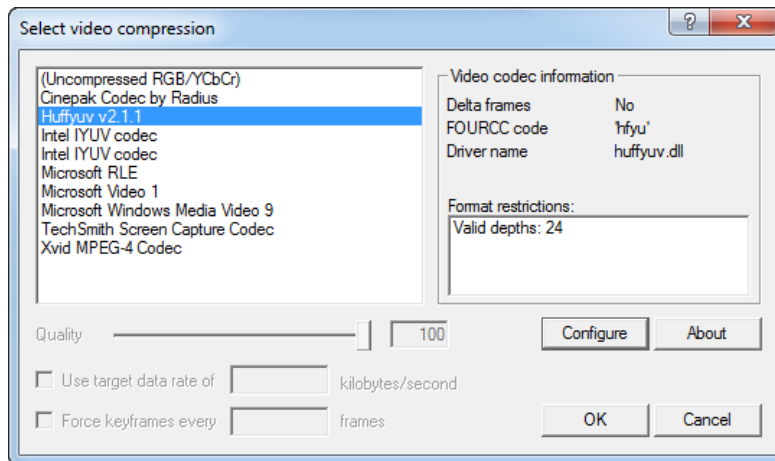 Select video compression
(Uncompressed RGB/YCbCr)
Cinepak Codec by Radius
Huffyuv v2.1.1
Intel IYUV codec
Intel IYUV codec
Microsoft RLE
Microsoft Video 1
Microsoft Windows Media Video 9
TechSmith Screen Capture Codec
Xvid MPEG-4 Codec
Video codec information
Delta frames No
FOURCC code 'hfyu'
Driver name huffyuv.dll
Format restrictions:
Valid depths: 24
Quality 100
Configure About
Use target data rate of kilobytes/second
Force keyframes every frames
OK Cancel